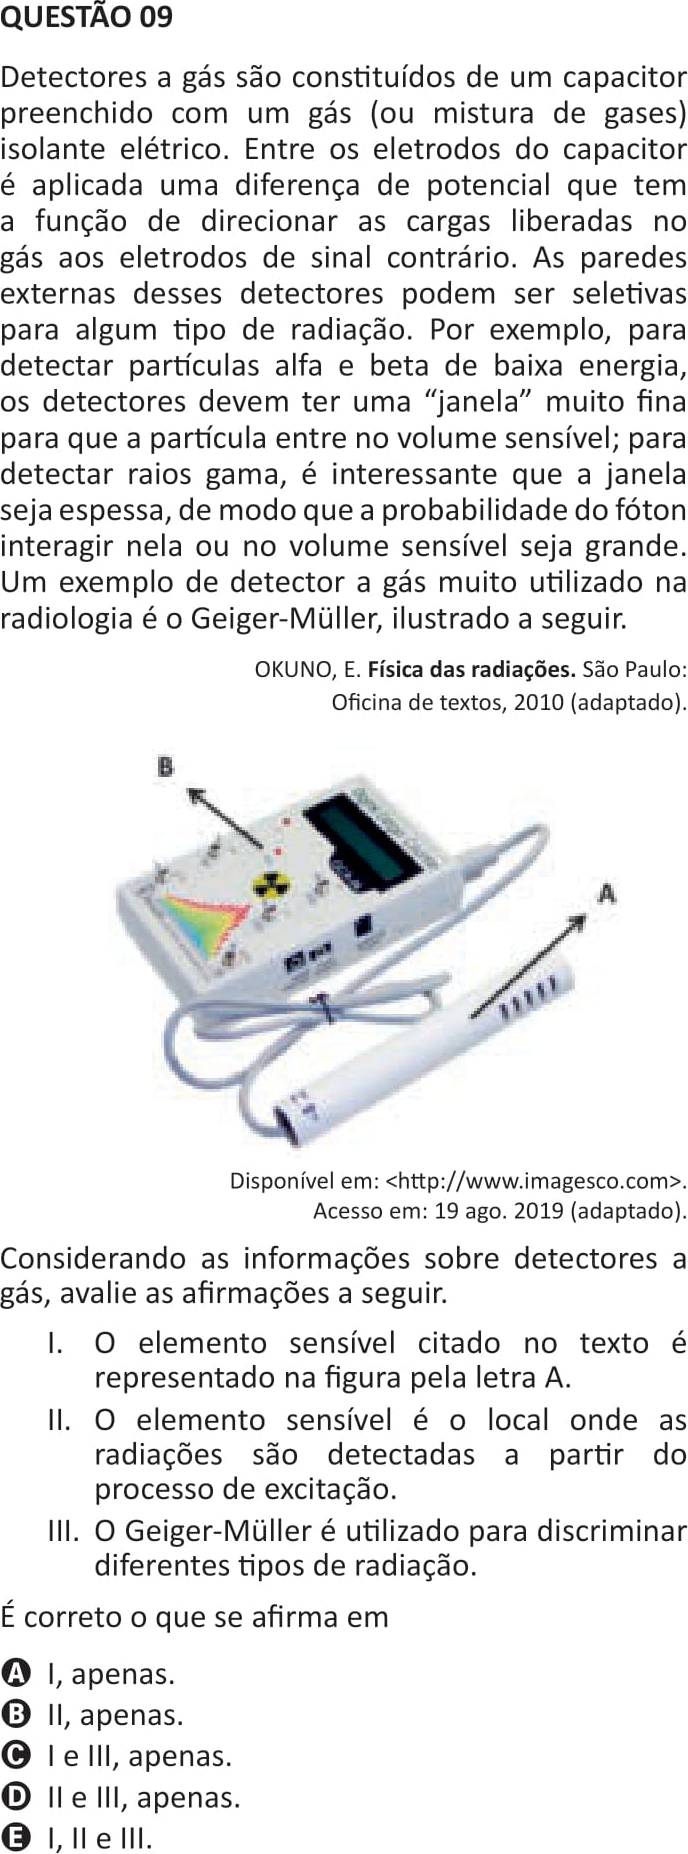 QUESTÃO 09
Detectores a gás são constituídos de um capacitor
preenchido com um gás (ou mistura de gases)
isolante elétrico. Entre os eletrodos do capacitor
é aplicada uma diferença de potencial que tem
a função de direcionar as cargas liberadas no
gás aos eletrodos de sinal contrário. As paredes
externas desses detectores podem ser seletivas
para algum tipo de radiação. Por exemplo, para
detectar partículas alfa e beta de baixa energia,
os detectores devem ter uma “janela” muito fina
para que a partícula entre no volume sensível; para
detectar raios gama, é interessante que a janela
seja espessa, de modo que a probabilidade do fóton
interagir nela ou no volume sensível seja grande.
Um exemplo de detector a gás muito utilizado na
radiologia é o Geiger-Müller, ilustrado a seguir.
OKUNO, E. Física das radiações. São Paulo:
Oficina de textos, 2010 (adaptado).
B
A
Disponível em: <http://www.imagesco.com>.
Acesso em: 19 ago. 2019 (adaptado).
Considerando as informações sobre detectores a
gás, avalie as afirmações a seguir.
I. O elemento sensível citado no texto é
representado na figura pela letra A.
II. O elemento sensível é o local onde as
radiações são detectadas a partir do
processo de excitação.
III. O Geiger-Müller é utilizado para discriminar
diferentes tipos de radiação.
É correto o que se afirma em
A I, apenas.
B II, apenas.
C I e III, apenas.
D II e III, apenas.
E I, II e III.